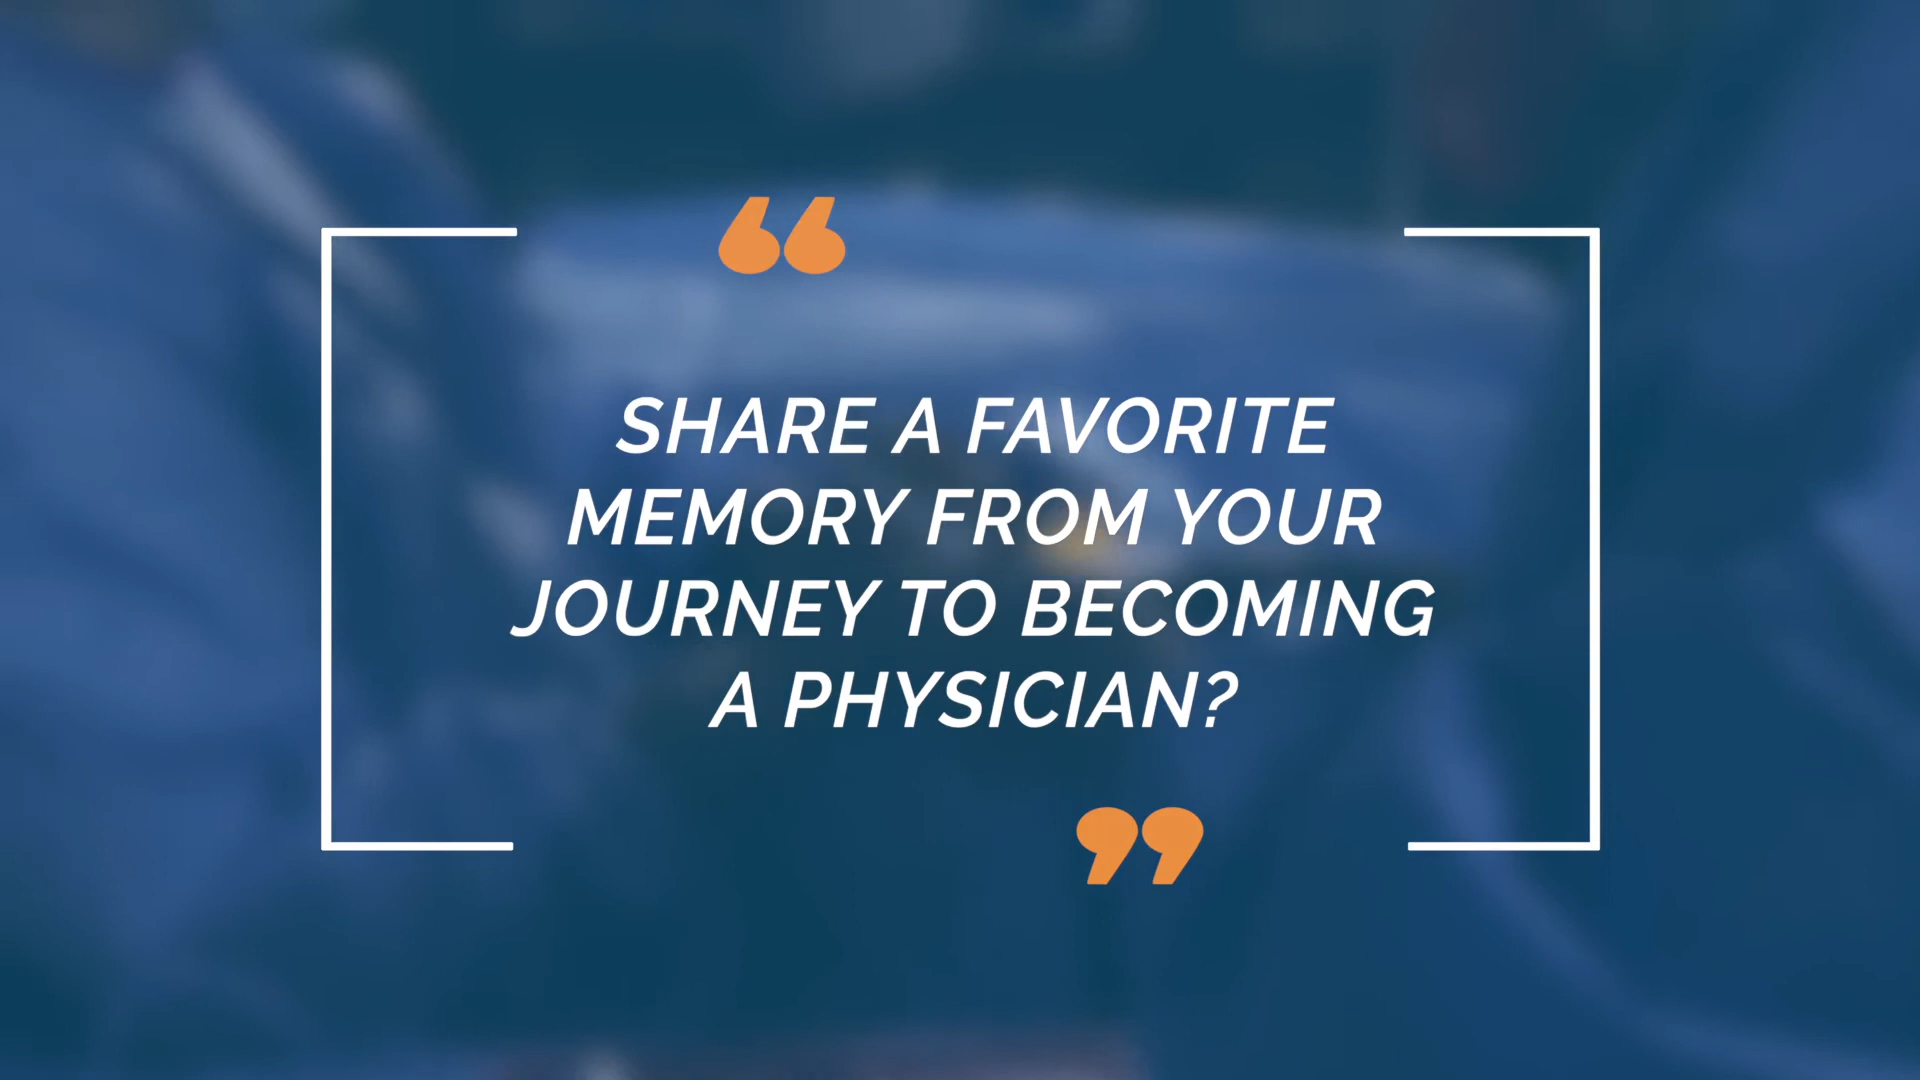 “
SHARE A FAVORITE
MEMORY FROM YOUR
JOURNEY TO BECOMING
A PHYSICIAN?
”